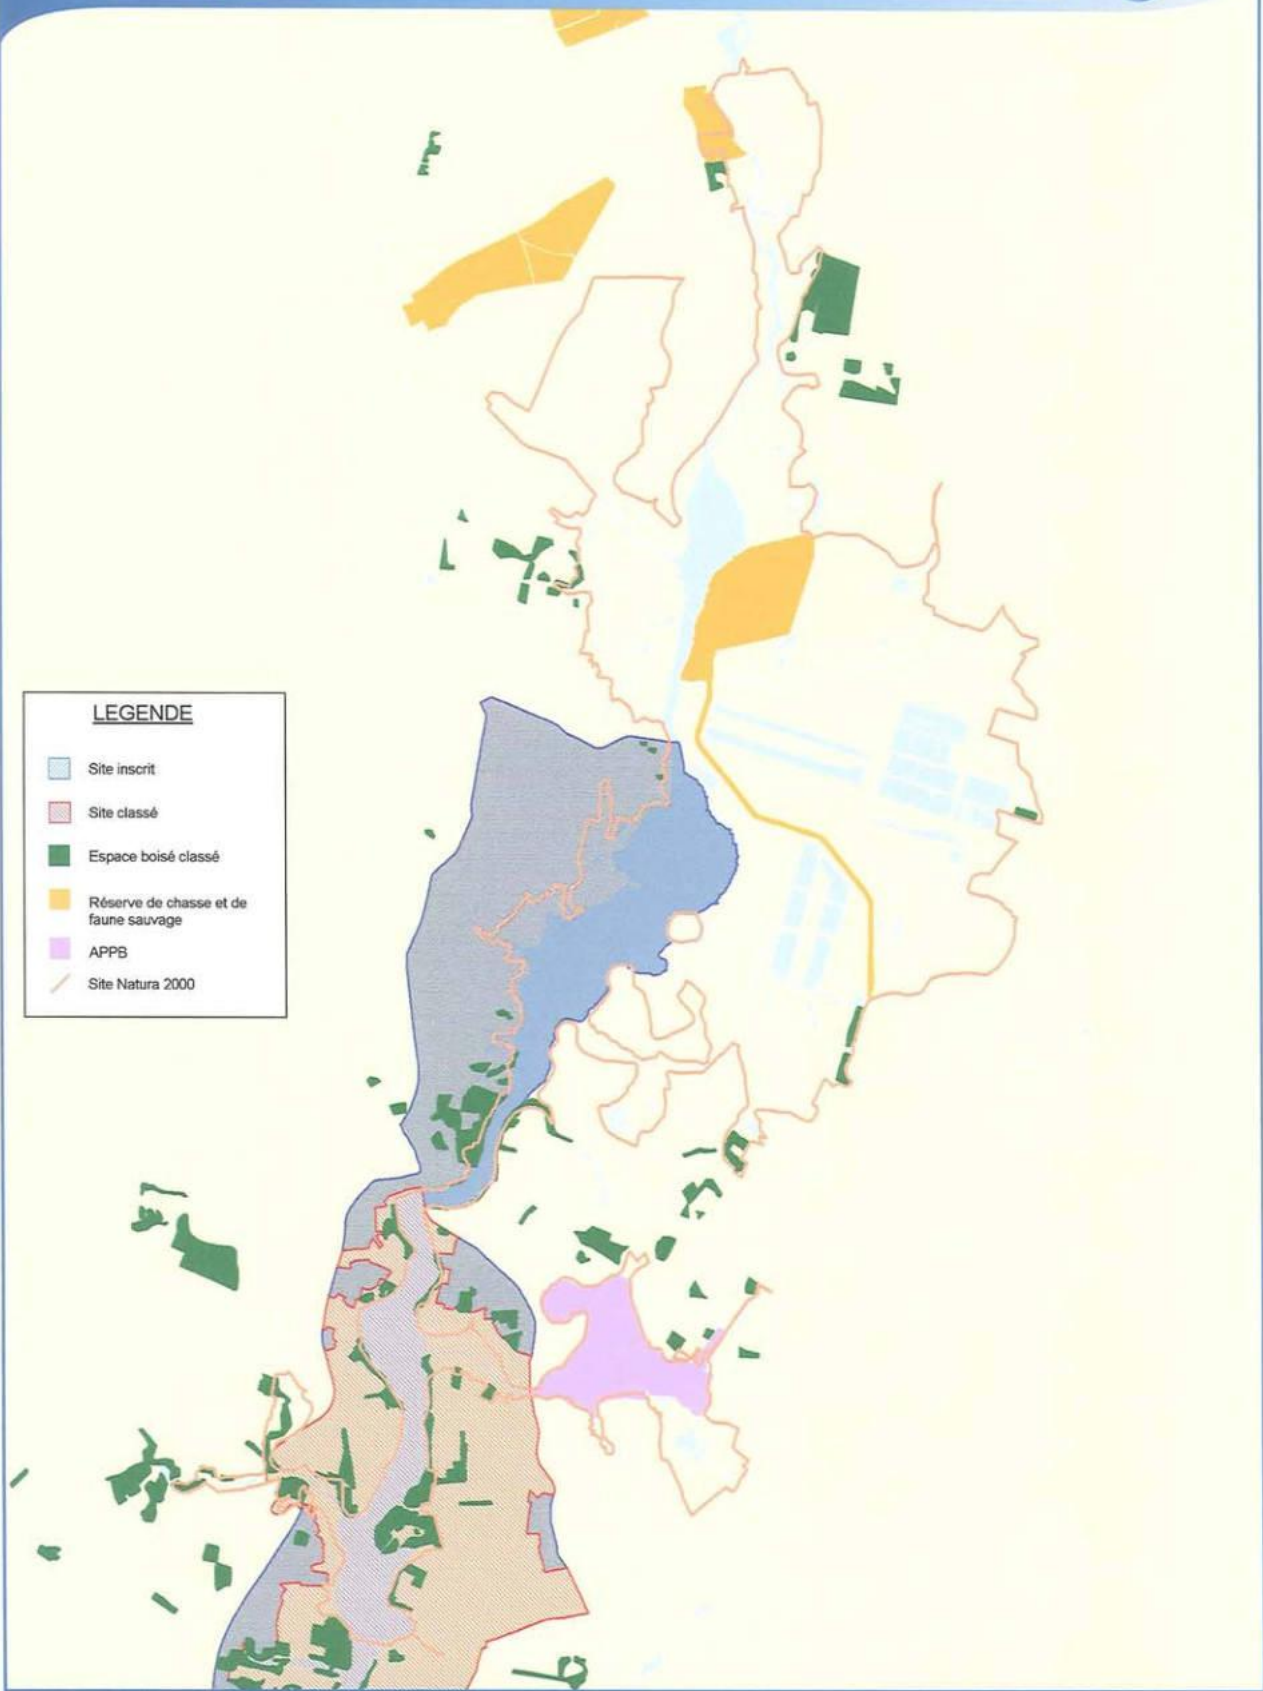 LEGENDE
Site inscrit
Site classé
Espace boisé classé
Réserve de chasse et de
faune sauvage
APPB
Site Natura 2000